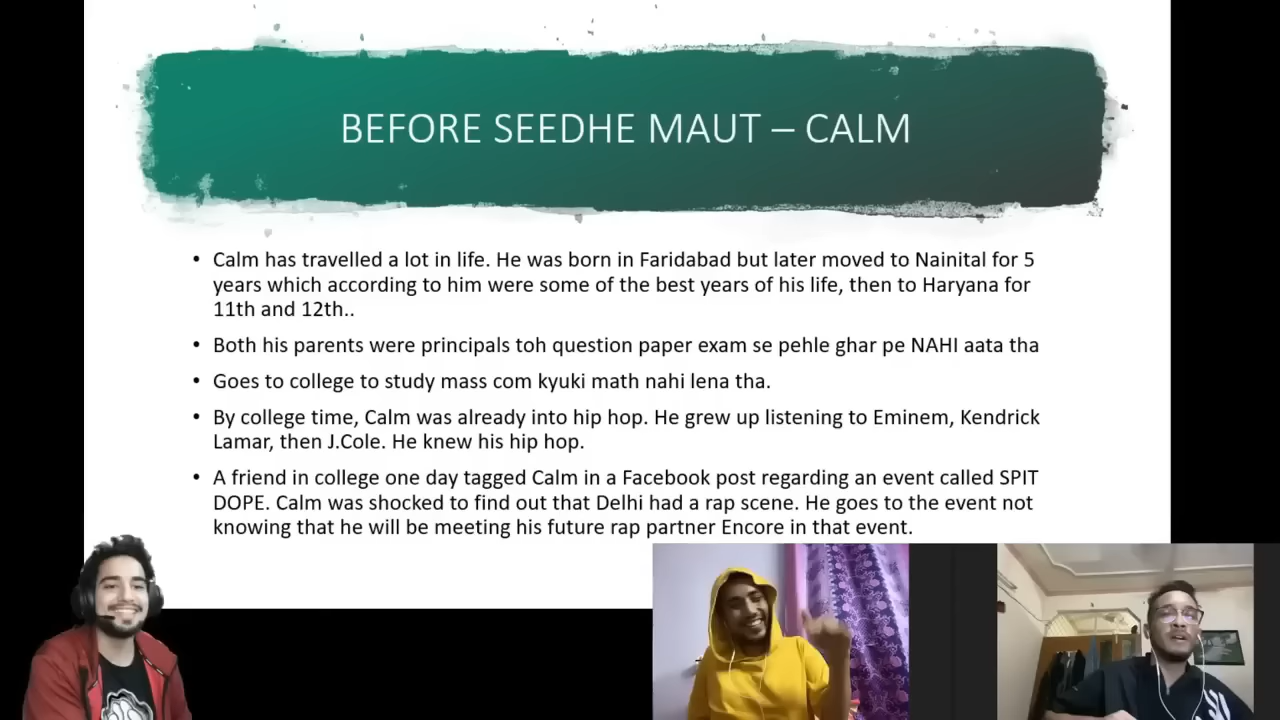 BEFORE SEEDHE MAUT – CALM
• Calm has travelled a lot in life. He was born in Faridabad but later moved to Nainital for 5
years which according to him were some of the best years of his life, then to Haryana for
11th and 12th..
• Both his parents were principals toh question paper exam se pehle ghar pe NAHI aata tha
• Goes to college to study mass com kyuki math nahi lena tha.
• By college time, Calm was already into hip hop. He grew up listening to Eminem, Kendrick
Lamar, then J.Cole. He knew his hip hop.
• A friend in college one day tagged Calm in a Facebook post regarding an event called SPIT
DOPE. Calm was shocked to find out that Delhi had a rap scene. He goes to the event not
knowing that he will be meeting his future rap partner Encore in that event.